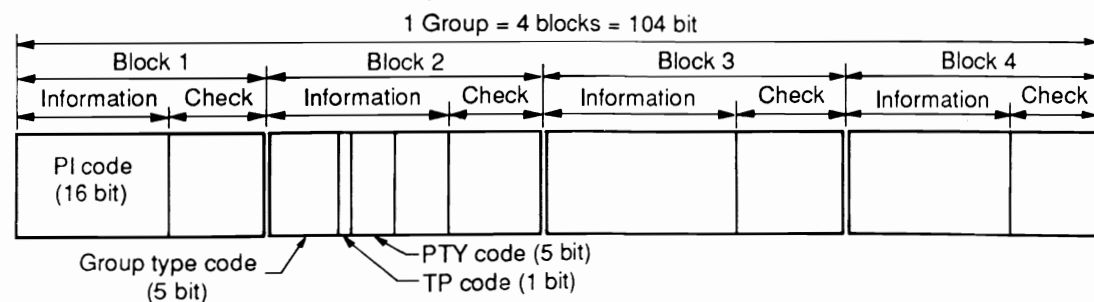 1 Group = 4 blocks = 104 bit
Block 1 Block 2 Block 3 Block 4
Information Check Information Check Information Check Information Check
PI code
(16 bit)
Group type code
(5 bit)
PTY code (5 bit)
TP code (1 bit)